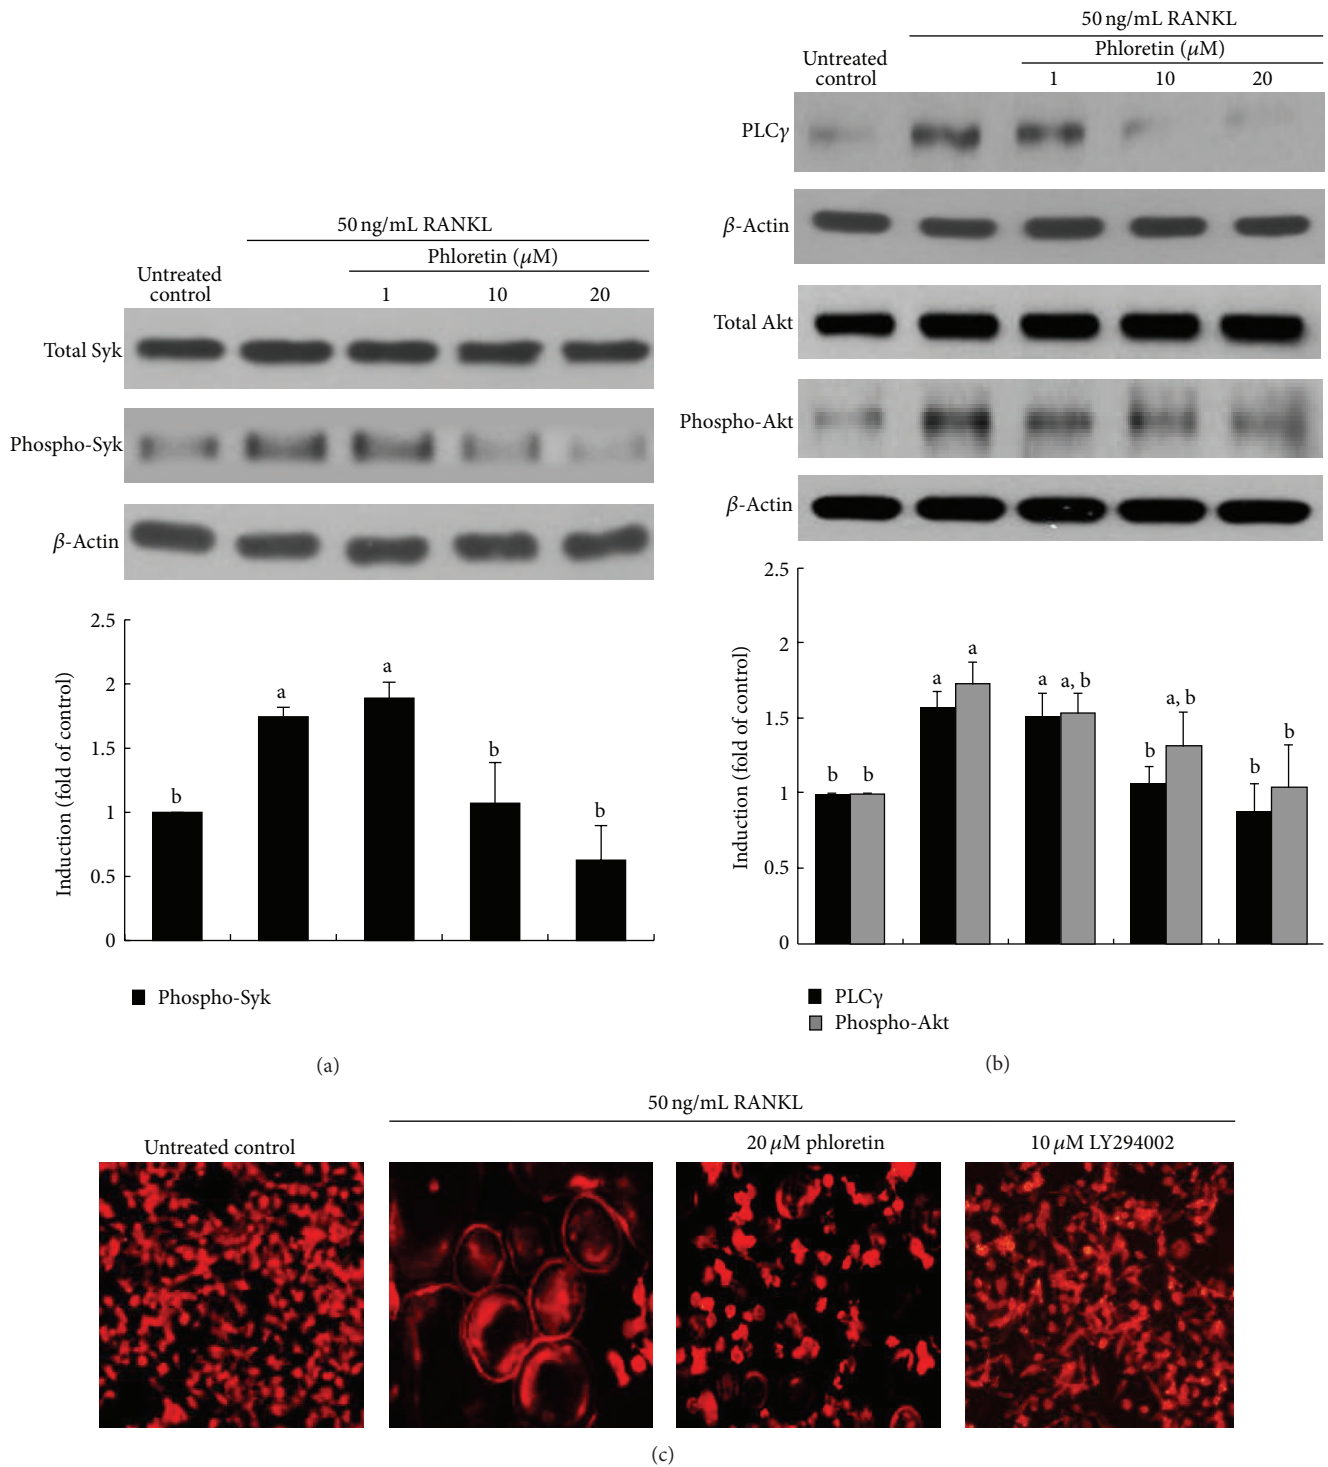 50 ng/mL RANKL
Phloretin (μM)
Untreated
control
1 10 20
Total Syk
Phospho-Syk
β-Actin
2.5
2
1.5
1
0.5
0
Induction (fold of control)
b
a
a
b
b
Phospho-Syk
(a)
50 ng/mL RANKL
Phloretin (μM)
Untreated
control
1 10 20
PLCγ
β-Actin
Total Akt
Phospho-Akt
β-Actin
2.5
2
1.5
1
0.5
0
Induction (fold of control)
b b
a a
a a, b
b a, b
b b
PLCγ
Phospho-Akt
(b)
50 ng/mL RANKL
Untreated control
20 μM phloretin
10 μM LY294002
(c)